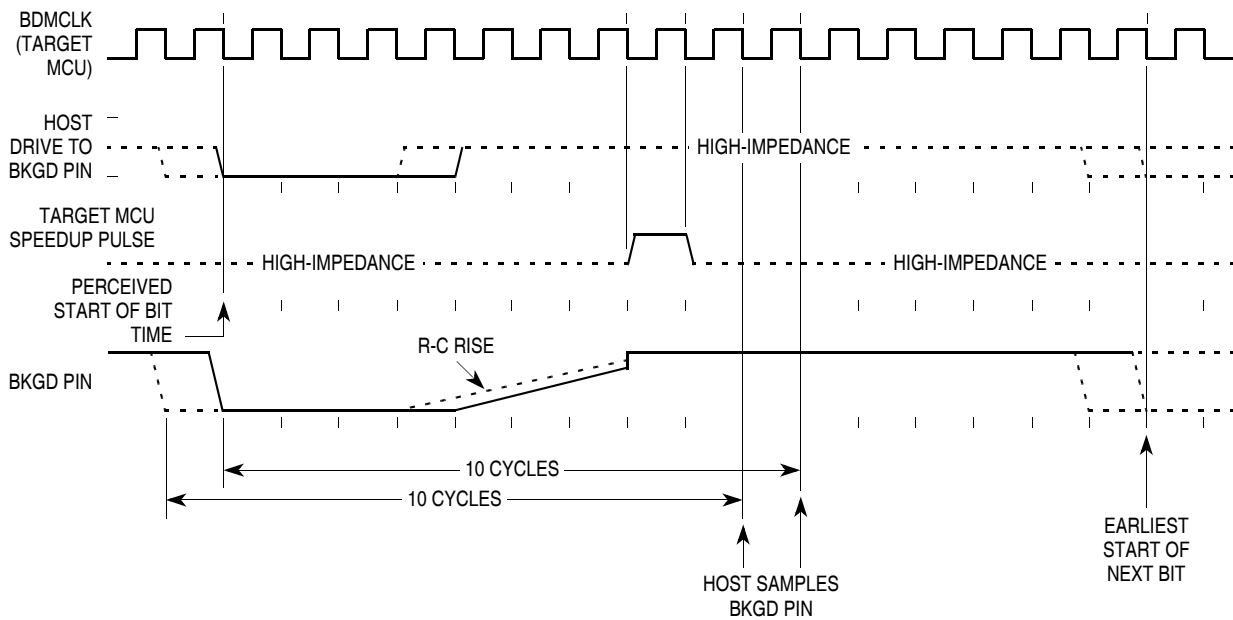 BDMCLK
(TARGET
MCU)
HOST
DRIVE TO
BKGD PIN
HIGH-IMPEDANCE
TARGET MCU
SPEEDUP PULSE
HIGH-IMPEDANCE
HIGH-IMPEDANCE
PERCEIVED
START OF BIT
TIME
R-C RISE
BKGD PIN
10 CYCLES
10 CYCLES
HOST SAMPLES
BKGD PIN
EARLIEST
START OF
NEXT BIT